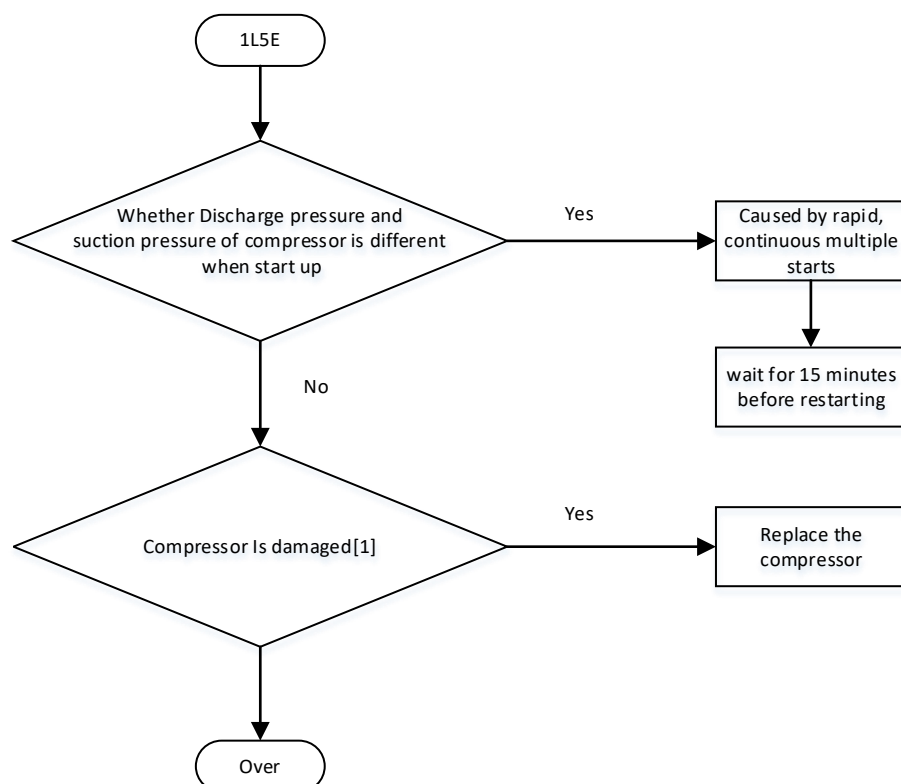 1L5E
Whether Discharge pressure and
suction pressure of compressor is different
when start up
Yes
Caused by rapid,
continuous multiple
starts
wait for 15 minutes
before restarting
No
Compressor Is damaged[1]
Yes
Replace the
compressor
Over